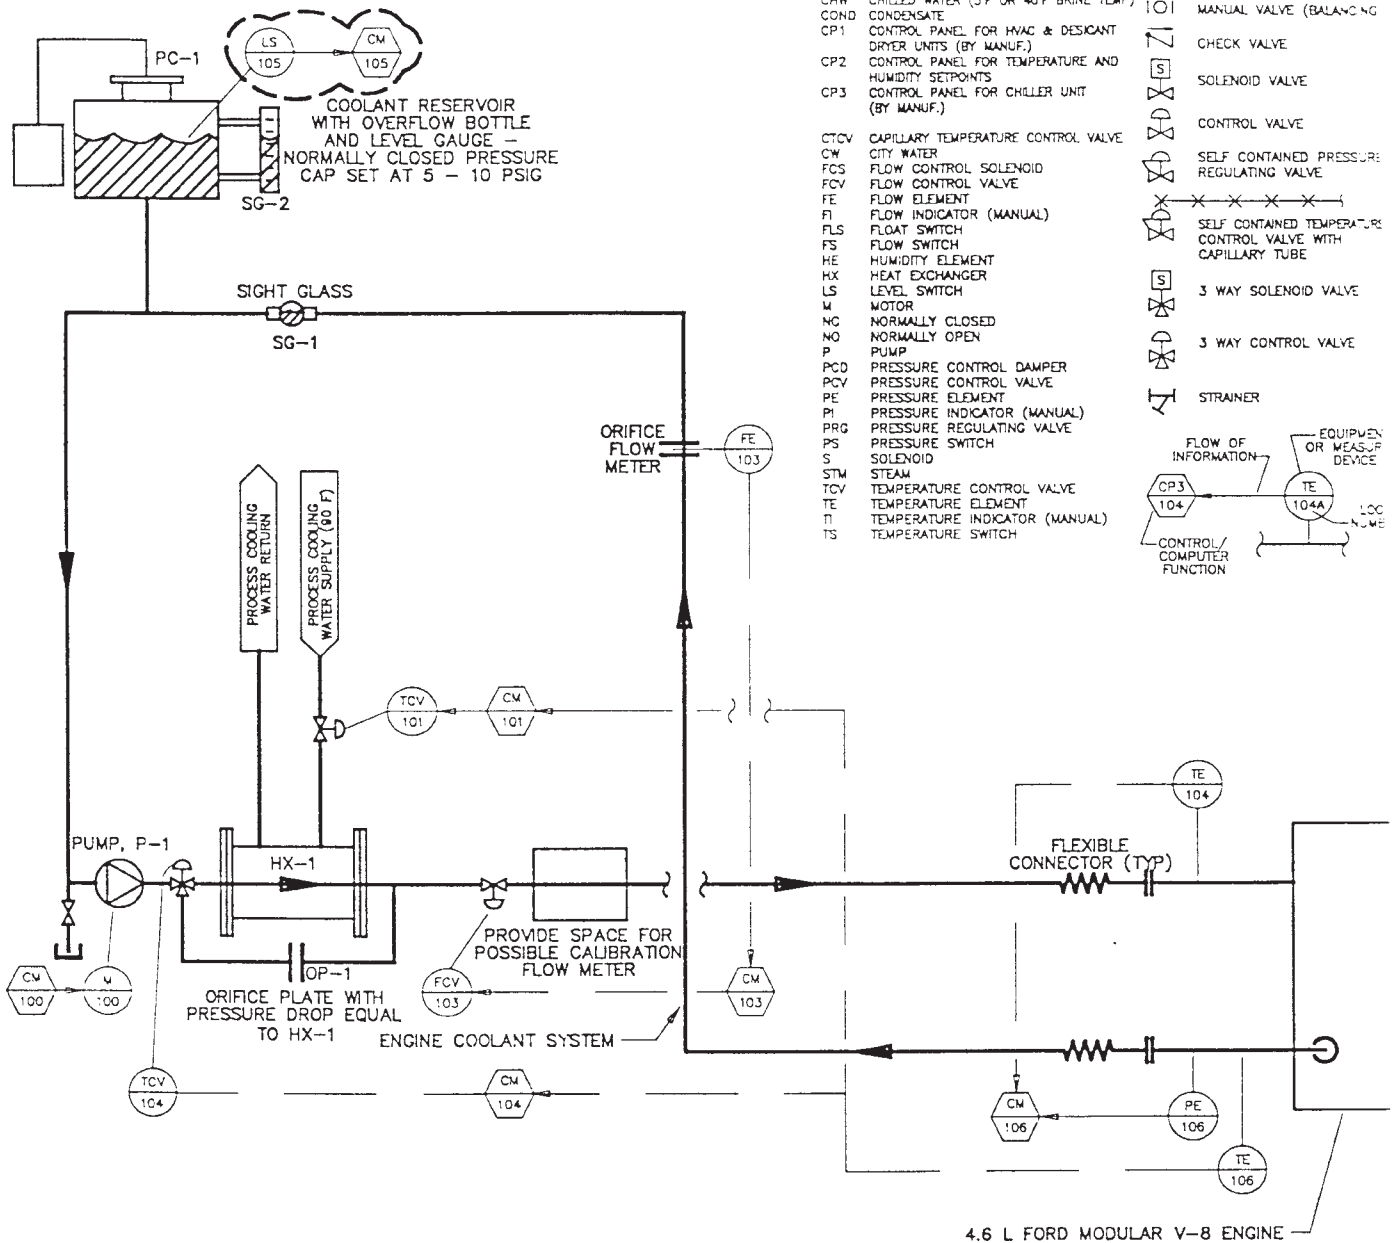 PC-1
LS
105
CM
105
COOLANT RESERVOIR
WITH OVERFLOW BOTTLE
AND LEVEL GAUGE –
NORMALLY CLOSED PRESSURE
CAP SET AT 5 – 10 PSIG
SG-2
SIGHT GLASS
SG-1
ORIFICE
FLOW
METER
FE
103
PROCESS COOLING
WATER RETURN
PROCESS COOLING
WATER SUPPLY (90 F)
TCV
101
CM
101
TE
104
PUMP, P-1
HX-1
FLEXIBLE
CONNECTOR (TYP)
PROVIDE SPACE FOR
POSSIBLE CALIBRATION
FLOW METER
CM
100
M
100
OP-1
ORIFICE PLATE WITH
PRESSURE DROP EQUAL
TO HX-1
FCV
103
CM
103
ENGINE COOLANT SYSTEM
TCV
104
CM
104
CM
106
PE
106
TE
106
4.6 L FORD MODULAR V-8 ENGINE
COND CONDENSATE
CP1 CONTROL PANEL FOR HVAC & DESICANT
DRYER UNITS (BY MANUF.)
CP2 CONTROL PANEL FOR TEMPERATURE AND
HUMIDITY SETPOINTS
CP3 CONTROL PANEL FOR CHILLER UNIT
(BY MANUF.)
CTCV CAPILLARY TEMPERATURE CONTROL VALVE
CW CITY WATER
FCS FLOW CONTROL SOLENOID
FCV FLOW CONTROL VALVE
FE FLOW ELEMENT
FI FLOW INDICATOR (MANUAL)
FLS FLOAT SWITCH
FS FLOW SWITCH
HE HUMIDITY ELEMENT
HX HEAT EXCHANGER
LS LEVEL SWITCH
M MOTOR
NC NORMALLY CLOSED
NO NORMALLY OPEN
P PUMP
PCD PRESSURE CONTROL DAMPER
PCV PRESSURE CONTROL VALVE
PE PRESSURE ELEMENT
PI PRESSURE INDICATOR (MANUAL)
PRG PRESSURE REGULATING VALVE
PS PRESSURE SWITCH
S SOLENOID
STM STEAM
TCV TEMPERATURE CONTROL VALVE
TE TEMPERATURE ELEMENT
TI TEMPERATURE INDICATOR (MANUAL)
TS TEMPERATURE SWITCH
MANUAL VALVE (BALANCING
CHECK VALVE
S
SOLENOID VALVE
CONTROL VALVE
SELF CONTAINED PRESSURE
REGULATING VALVE
SELF CONTAINED TEMPERATURE
CONTROL VALVE WITH
CAPILLARY TUBE
S
3 WAY SOLENOID VALVE
3 WAY CONTROL VALVE
STRAINER
FLOW OF
INFORMATION
EQUIPMEN
OR MEASUR
DEVICE
CP3
104
TE
104A
LOC
NUMB
CONTROL/
COMPUTER
FUNCTION